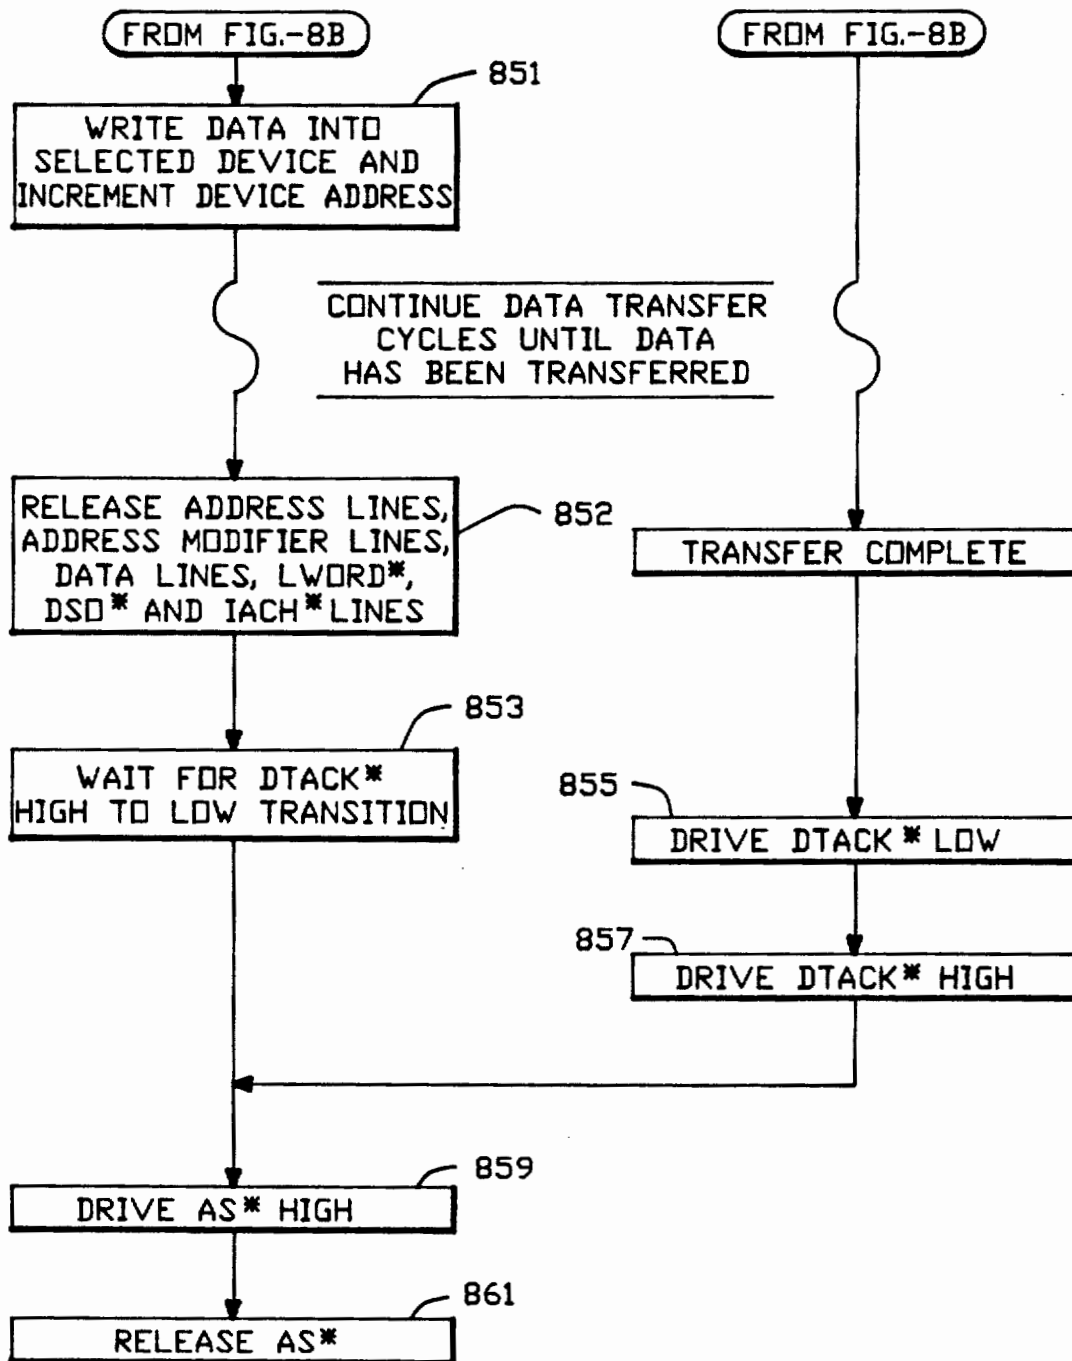 FROM FIG.-8B
FROM FIG.-8B
851
WRITE DATA INTO
SELECTED DEVICE AND
INCREMENT DEVICE ADDRESS
CONTINUE DATA TRANSFER
CYCLES UNTIL DATA
HAS BEEN TRANSFERRED
RELEASE ADDRESS LINES,
ADDRESS MODIFIER LINES,
DATA LINES, LWORD*,
DSO* AND IACH* LINES
852
TRANSFER COMPLETE
853
WAIT FOR DTACK*
HIGH TO LOW TRANSITION
855
DRIVE DTACK* LOW
857
DRIVE DTACK* HIGH
859
DRIVE AS* HIGH
861
RELEASE AS*